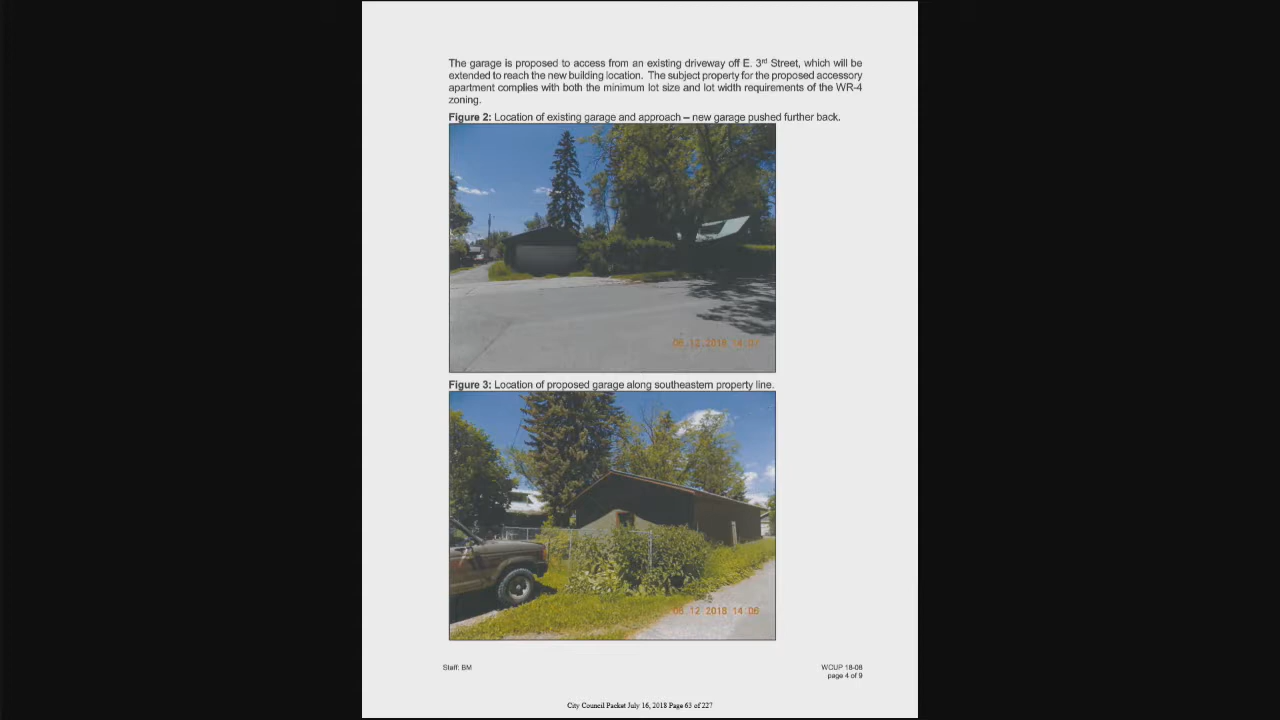 The garage is proposed to access from an existing driveway off E. 3rd Street, which will be
extended to reach the new building location. The subject property for the proposed accessory
apartment complies with both the minimum lot size and lot width requirements of the WR-4
zoning.
Figure 2: Location of existing garage and approach – new garage pushed further back.
06.12.2018 14:07
Figure 3: Location of proposed garage along southeastern property line.
06.12.2018 14:06
Staff: BM
WCUP 18-08
page 4 of 9
City Council Packet July 16, 2018 Page 63 of 227